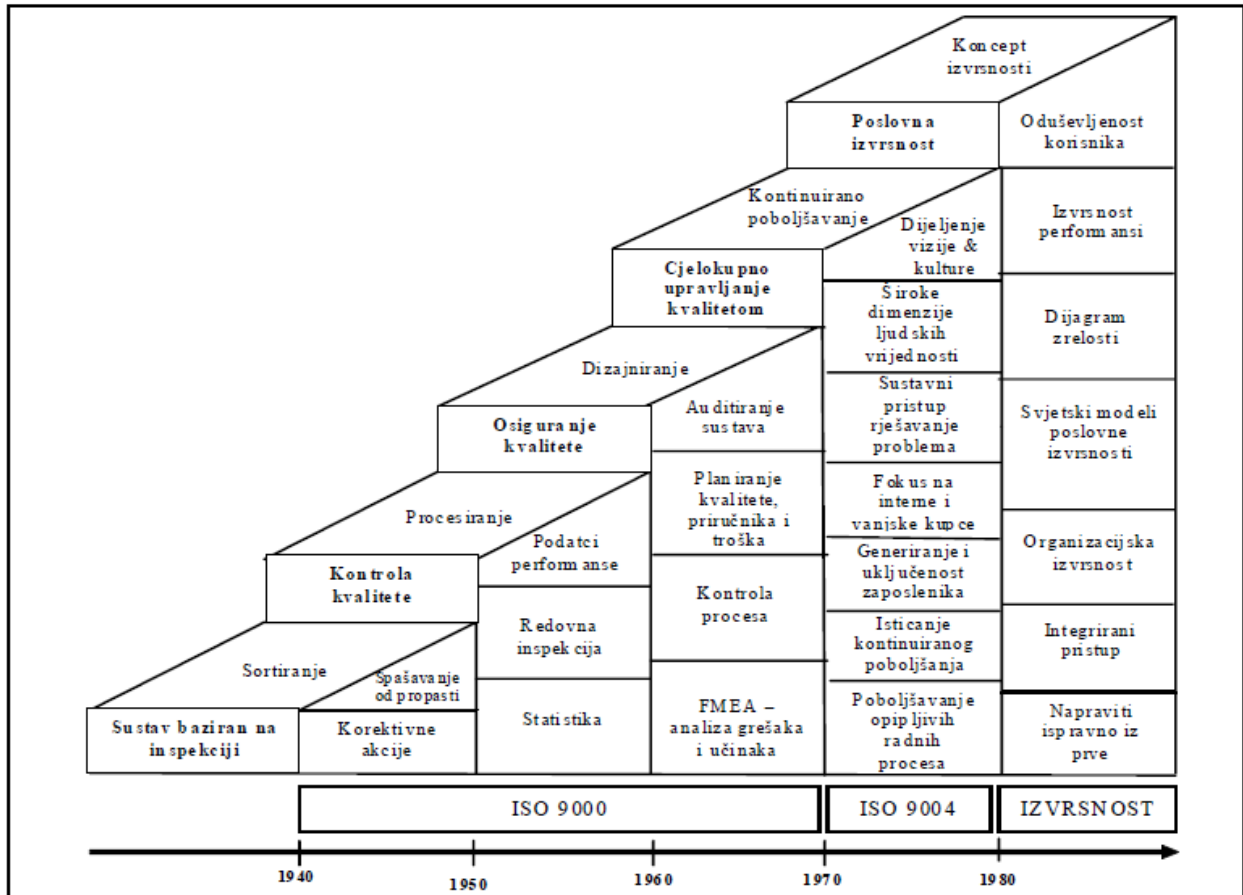 Koncept
izvrsnosti
Poslovna
izvrsnost
Oduševljenost
korisnika
Kontinuirano
poboljšavanje
Dijeljenje
vizije &
kulture
Izvrsnost
performansi
Cjelokupno
upravljanje
kvalitetom
Široke
dimenzije
ljudskih
vrijednosti
Dijagram
zrelosti
Dizajniranje
Auditiranje
sustava
Sustavni
pristup
rješavanje
problema
Svjetski modeli
poslovne
izvrsnosti
Osiguranje
kvalitete
Planiranje
kvalitete,
priručnika i
troška
Fokus na
interne i
vanjske kupce
Procesiranje
Podatci
performanse
Organizacijska
izvrsnost
Generiranje i
uključenost
zaposlenika
Kontrola
kvalitete
Kontrola
procesa
Redovna
inspekcija
Isticanje
kontinuiranog
poboljšanja
Integrirani
pristup
Sortiranje
Spašavanje
od propasti
Sustav baziran na
inspekciji
Korektivne
akcije
Statistika
FMEA –
analiza grešaka
i učinaka
Poboljšavanje
opipljivih
radnih
procesa
Napraviti
ispravno iz
prve
ISO 9000
ISO 9004
IZVRSNOST
1940
1950
1960
1970
1980